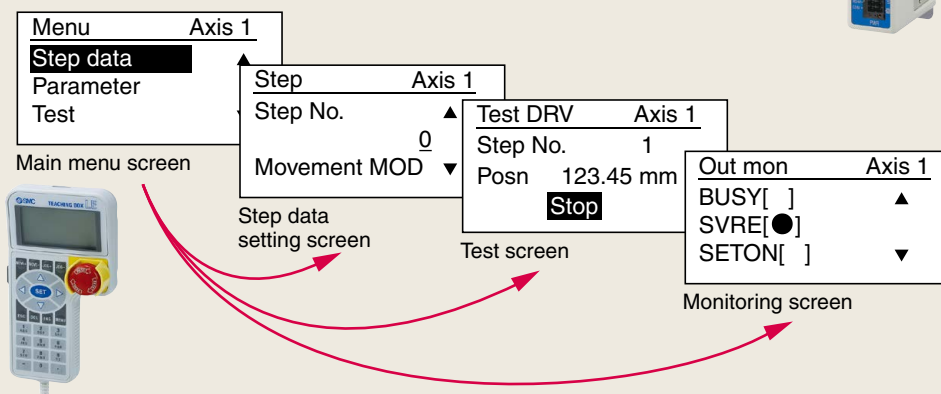 Menu Axis 1
Step data
Parameter
Test
Main menu screen
Step Axis 1
Step No.
0
Movement MOD
Step data
setting screen
Test DRV Axis 1
Step No. 1
Posn 123.45 mm
Stop
Test screen
Out mon Axis 1
BUSY[ ]
SVRE[●]
SETON[ ]
Monitoring screen
SMC TEACHING BOX LE
SET